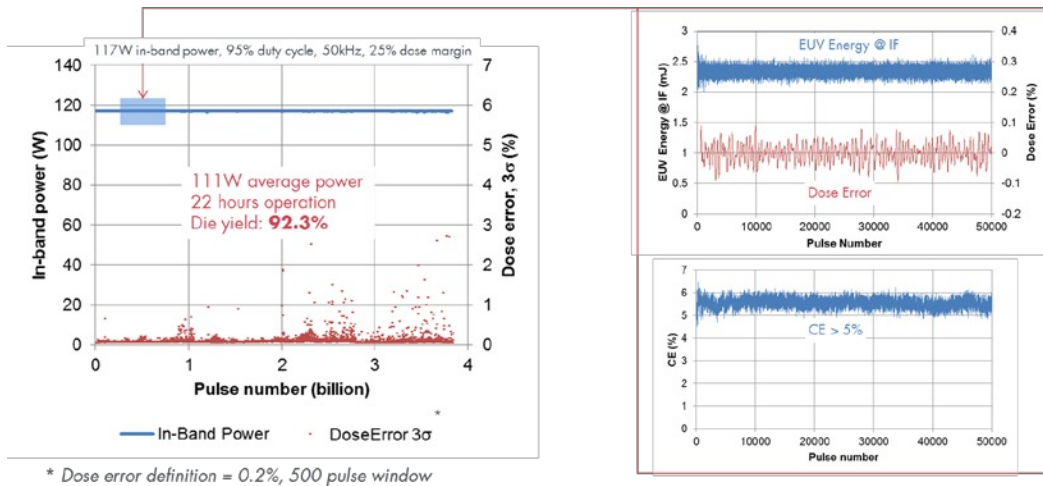 117W in-band power, 95% duty cycle, 50kHz, 25% dose margin
140
120
100
80
60
40
20
0
In-band power (W)
7
6
5
4
3
2
1
0
Dose error, 3σ (%)
111W average power
22 hours operation
Die yield: 92.3%
0 1 2 3 4
Pulse number (billion)
In-Band Power
DoseError 3σ *
* Dose error definition = 0.2%, 500 pulse window
3
2.5
2
1.5
1
0.5
0
EUV Energy @ IF (mJ)
EUV Energy @ IF
0.4
0.3
0.2
0.1
0
-0.1
-0.2
Dose Error (%)
Dose Error
0 10000 20000 30000 40000 50000
Pulse Number
7
6
5
4
3
2
1
0
CE (%)
CE > 5%
0 10000 20000 30000 40000 50000
Pulse number